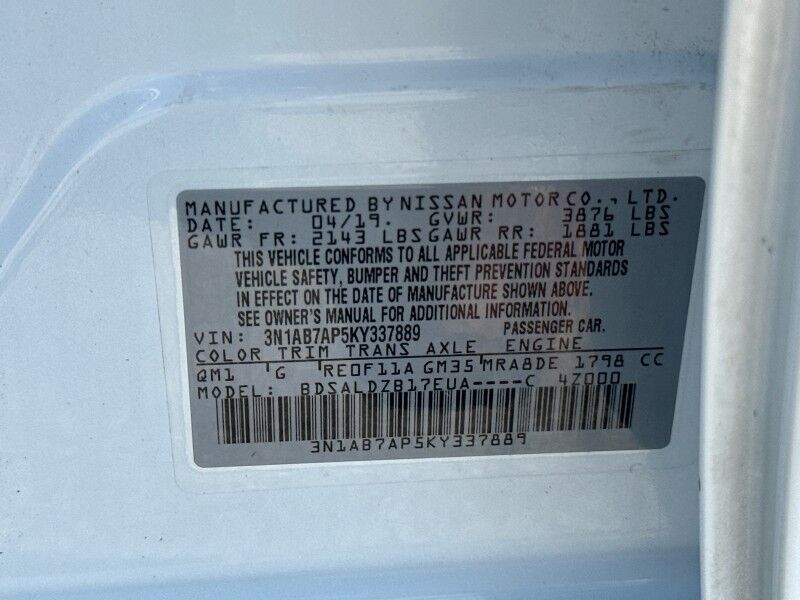 MANUFACTURED BY NISSAN MOTOR CO., LTD.
DATE: 04/19. GVWR: 3876 LBS
GAWR FR: 2143 LBS GAWR RR: 1881 LBS
THIS VEHICLE CONFORMS TO ALL APPLICABLE FEDERAL MOTOR
VEHICLE SAFETY, BUMPER AND THEFT PREVENTION STANDARDS
IN EFFECT ON THE DATE OF MANUFACTURE SHOWN ABOVE.
SEE OWNER'S MANUAL FOR ADDITIONAL INFORMATION.
VIN: 3N1AB7AP5KY337889 PASSENGER CAR.
COLOR TRIM TRANS AXLE ENGINE
QM1 G RE0F11A GM35 MRA8DE 1798 CC
MODEL: BDSALDZB17EUA----C 4Z000
3N1AB7AP5KY337889